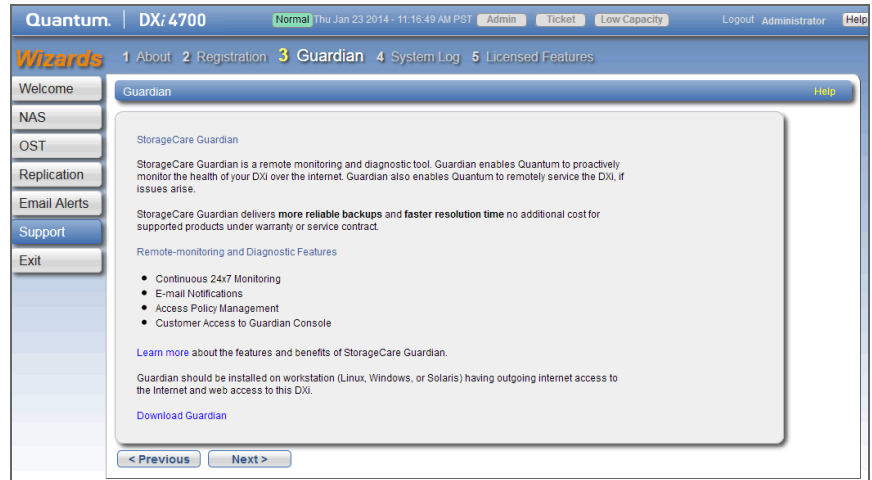 Quantum. DXi 4700 Normal Thu Jan 23 2014 - 11:16:49 AM PST Admin Ticket Low Capacity Logout Administrator Help
Wizards 1 About 2 Registration 3 Guardian 4 System Log 5 Licensed Features
Welcome
NAS
OST
Replication
Email Alerts
Support
Exit
Guardian Help
StorageCare Guardian
StorageCare Guardian is a remote monitoring and diagnostic tool. Guardian enables Quantum to proactively
monitor the health of your DXi over the internet. Guardian also enables Quantum to remotely service the DXi, if
issues arise.
StorageCare Guardian delivers more reliable backups and faster resolution time no additional cost for
supported products under warranty or service contract.
Remote-monitoring and Diagnostic Features
• Continuous 24x7 Monitoring
• E-mail Notifications
• Access Policy Management
• Customer Access to Guardian Console
Learn more about the features and benefits of StorageCare Guardian.
Guardian should be installed on workstation (Linux, Windows, or Solaris) having outgoing internet access to
the Internet and web access to this DXi.
Download Guardian
< Previous Next >